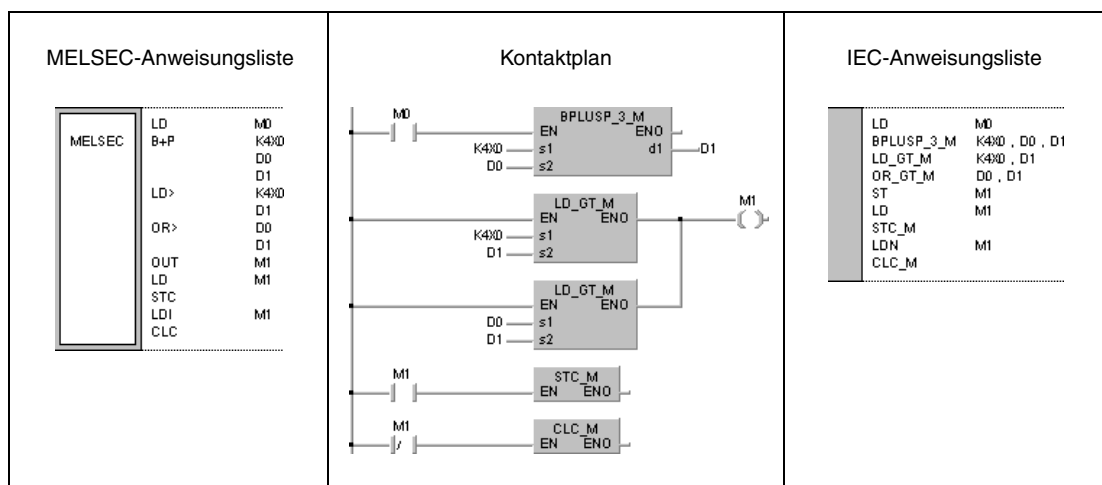 MELSEC-Anweisungsliste
MELSEC
LD M0
B+P K4X0
D0
D1
LD> K4X0
D1
OR> D0
D1
OUT M1
LD M1
STC
LDI M1
CLC
Kontaktplan
M0
BPLUSP_3_M
EN ENO
K4X0 s1 d1 D1
D0 s2
LD_GT_M
M1
EN ENO
K4X0 s1
D1 s2
LD_GT_M
EN ENO
D0 s1
D1 s2
M1
STC_M
EN ENO
M1
CLC_M
EN ENO
IEC-Anweisungsliste
LD M0
BPLUSP_3_M K4X0 , D0 , D1
LD_GT_M K4X0 , D1
OR_GT_M D0 , D1
ST M1
LD M1
STC_M
LDN M1
CLC_M